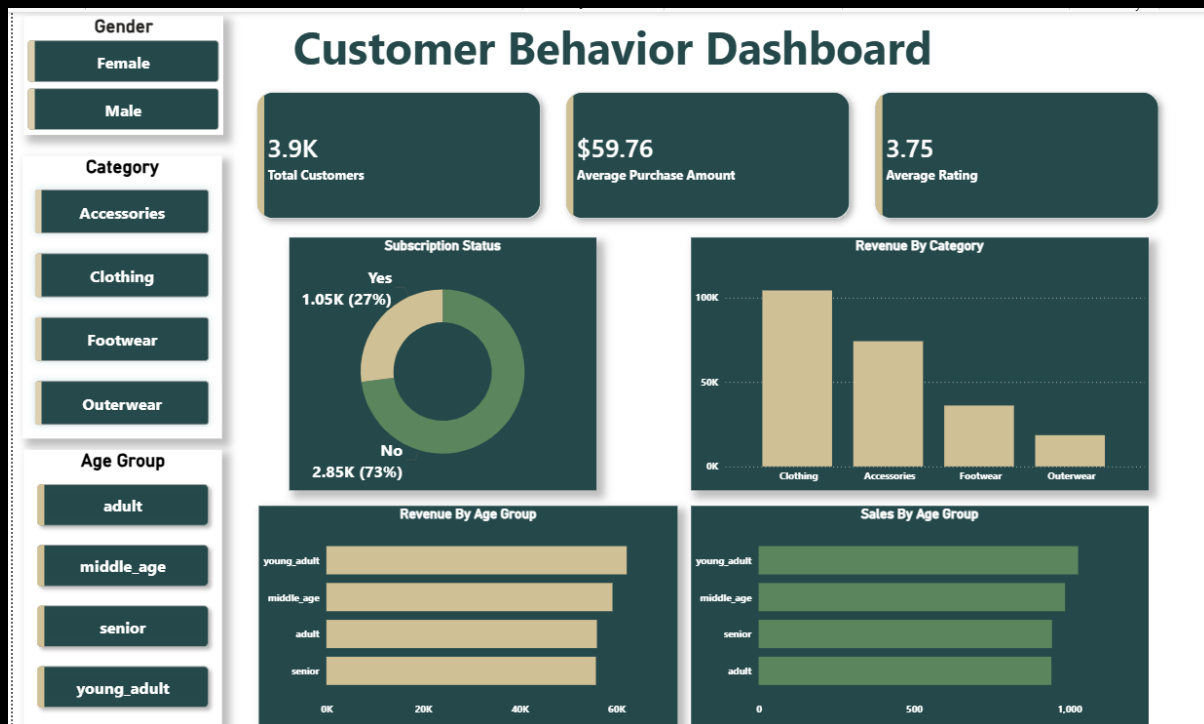 Gender
Female
Male
Category
Accessories
Clothing
Footwear
Outerwear
Age Group
adult
middle_age
senior
young_adult
Customer Behavior Dashboard
3.9K
Total Customers
$59.76
Average Purchase Amount
3.75
Average Rating
Subscription Status
Yes
1.05K (27%)
No
2.85K (73%)
Revenue By Category
100K
50K
0K
Clothing Accessories Footwear Outerwear
Revenue By Age Group
young_adult
middle_age
adult
senior
0K 20K 40K 60K
Sales By Age Group
young_adult
middle_age
senior
adult
0 500 1,000